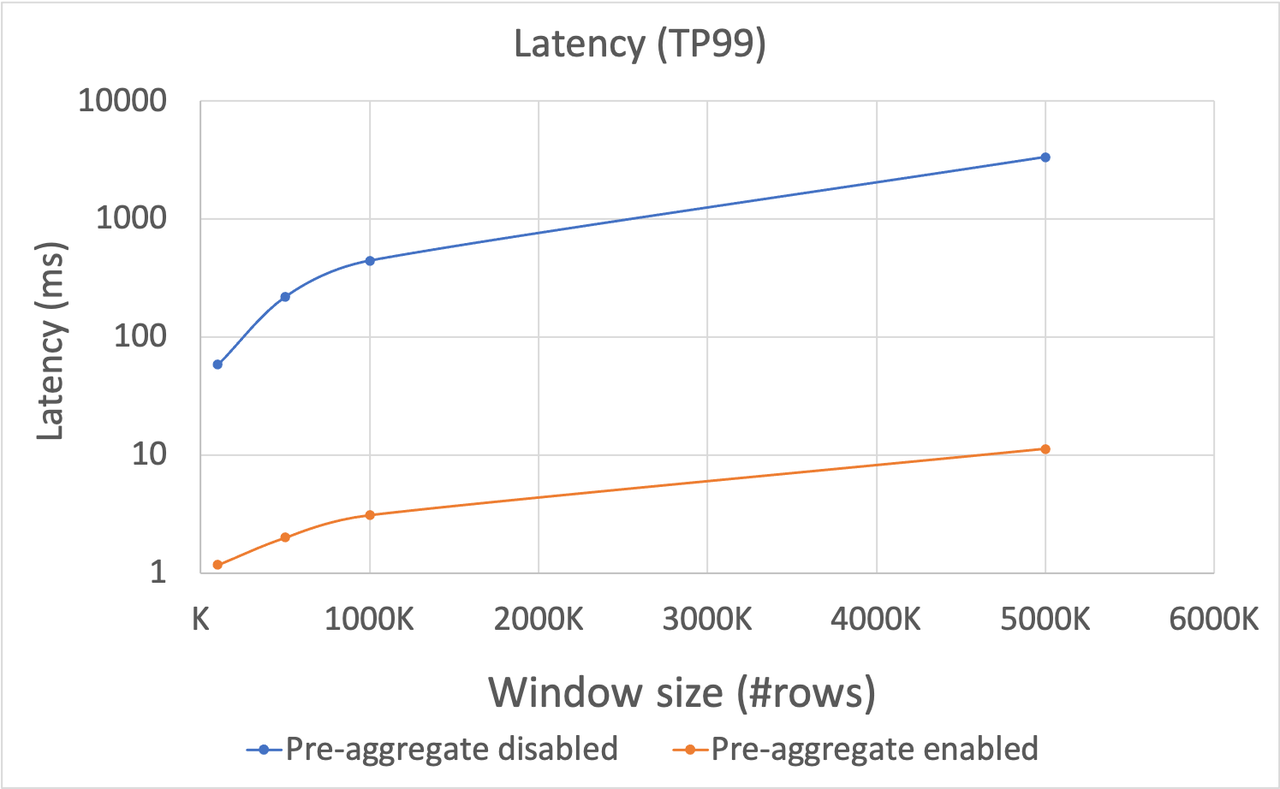 Latency (TP99)
10000
1000
100
10
1
Latency (ms)
K 1000K 2000K 3000K 4000K 5000K 6000K
Window size (#rows)
Pre-aggregate disabled Pre-aggregate enabled